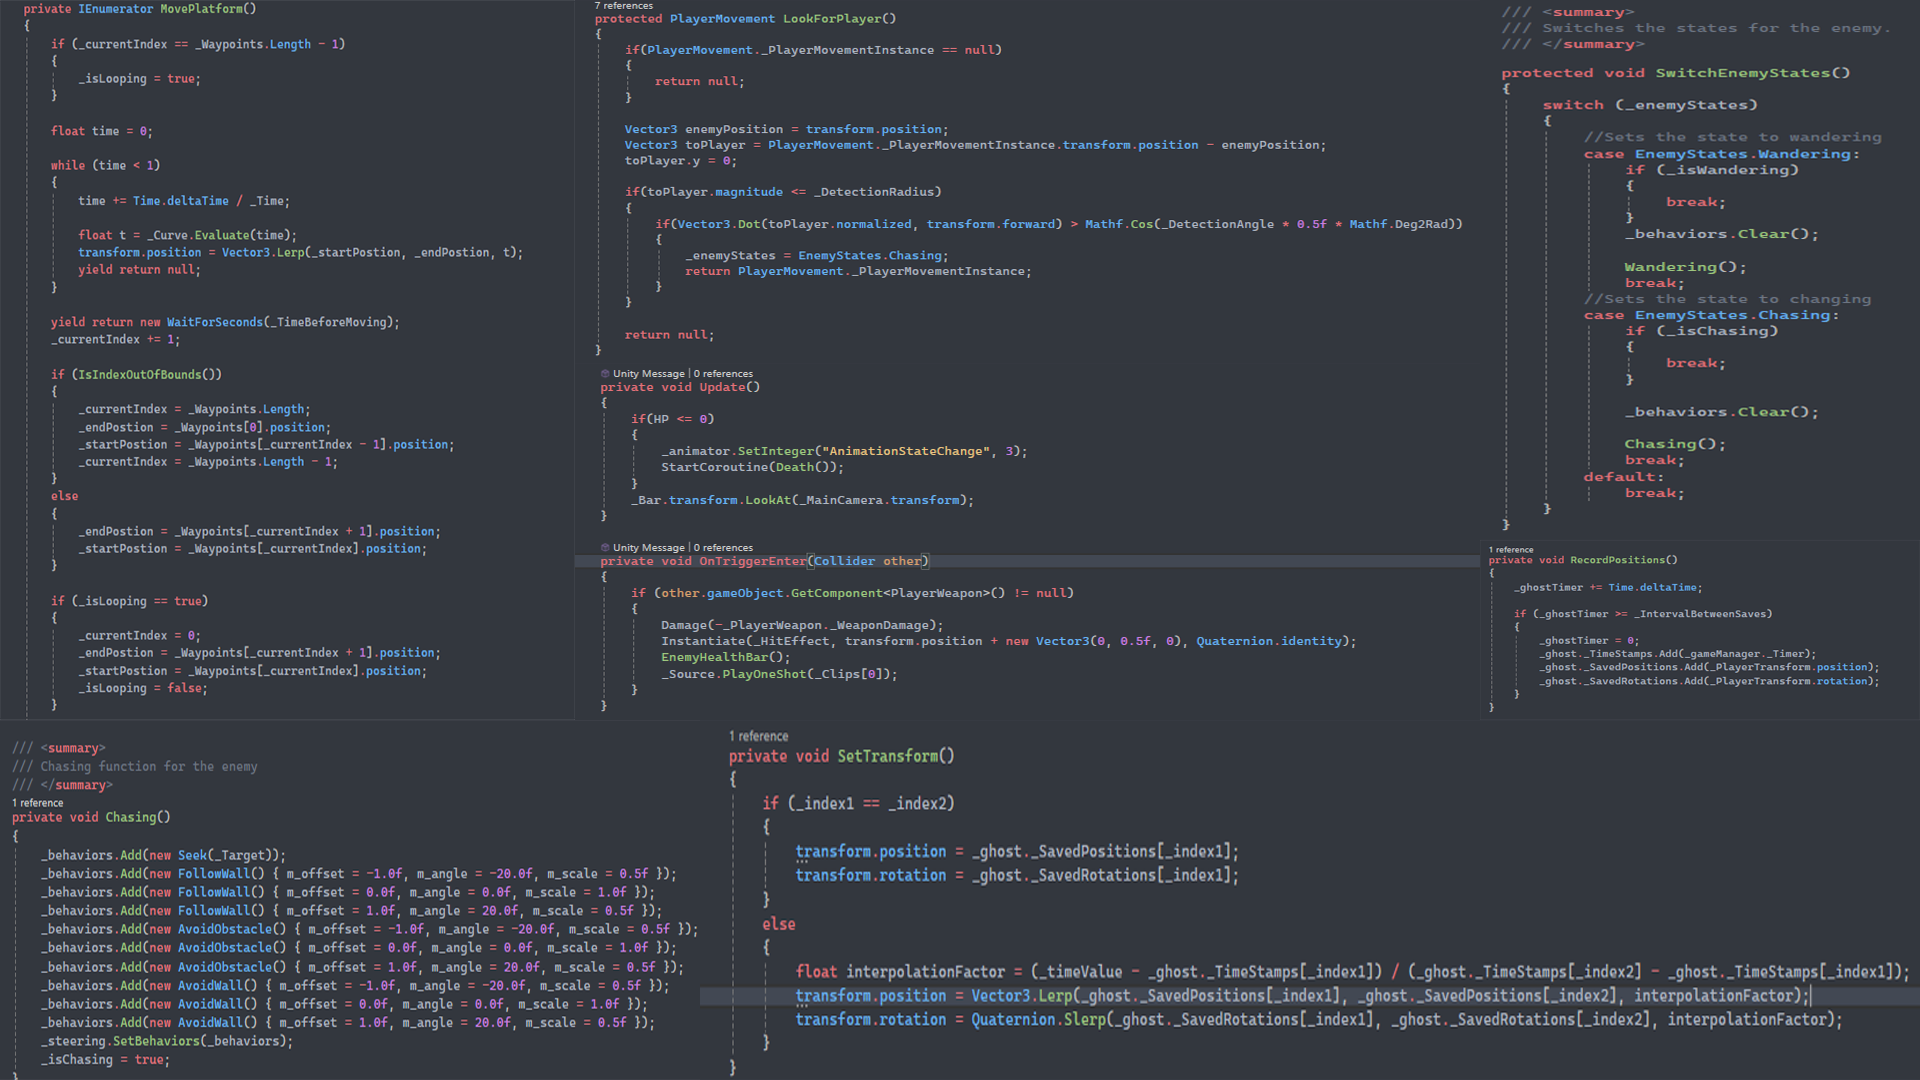 private IEnumerator MovePlatform()
{
if (_currentIndex == _Waypoints.Length - 1)
{
_isLooping = true;
}
float time = 0;
while (time < 1)
{
time += Time.deltaTime / _Time;
float t = _Curve.Evaluate(time);
transform.position = Vector3.Lerp(_startPostion, _endPostion, t);
yield return null;
}
yield return new WaitForSeconds(_TimeBeforeMoving);
_currentIndex += 1;
if (IsIndexOutOfBounds())
{
_currentIndex = _Waypoints.Length;
_endPostion = _Waypoints[0].position;
_startPostion = _Waypoints[_currentIndex - 1].position;
_currentIndex = _Waypoints.Length - 1;
}
else
{
_endPostion = _Waypoints[_currentIndex + 1].position;
_startPostion = _Waypoints[_currentIndex].position;
}
if (_isLooping == true)
{
_currentIndex = 0;
_endPostion = _Waypoints[_currentIndex + 1].position;
_startPostion = _Waypoints[_currentIndex].position;
_isLooping = false;
}
7 references
protected PlayerMovement LookForPlayer()
{
if(PlayerMovement._PlayerMovementInstance == null)
{
return null;
}
Vector3 enemyPosition = transform.position;
Vector3 toPlayer = PlayerMovement._PlayerMovementInstance.transform.position - enemyPosition;
toPlayer.y = 0;
if(toPlayer.magnitude <= _DetectionRadius)
{
if(Vector3.Dot(toPlayer.normalized, transform.forward) > Mathf.Cos(_DetectionAngle * 0.5f * Mathf.Deg2Rad))
{
_enemyStates = EnemyStates.Chasing;
return PlayerMovement._PlayerMovementInstance;
}
}
return null;
}
Unity Message | 0 references
private void Update()
{
if(HP <= 0)
{
_animator.SetInteger("AnimationStateChange", 3);
StartCoroutine(Death());
}
_Bar.transform.LookAt(_MainCamera.transform);
}
Unity Message | 0 references
private void OnTriggerEnter(Collider other)
{
if (other.gameObject.GetComponent<PlayerWeapon>() != null)
{
Damage(-_PlayerWeapon._WeaponDamage);
Instantiate(_HitEffect, transform.position + new Vector3(0, 0.5f, 0), Quaternion.identity);
EnemyHealthBar();
_Source.PlayOneShot(_Clips[0]);
}
}
/// <summary>
/// Switches the states for the enemy.
/// </summary>
protected void SwitchEnemyStates()
{
switch (_enemyStates)
{
//Sets the state to wandering
case EnemyStates.Wandering:
if (_isWandering)
{
break;
}
_behaviors.Clear();
Wandering();
break;
//Sets the state to changing
case EnemyStates.Chasing:
if (_isChasing)
{
break;
}
_behaviors.Clear();
Chasing();
break;
default:
break;
}
}
1 reference
private void RecordPositions()
{
_ghostTimer += Time.deltaTime;
if (_ghostTimer >= _IntervalBetweenSaves)
{
_ghostTimer = 0;
_ghost._TimeStamps.Add(_gameManager._Timer);
_ghost._SavedPositions.Add(_PlayerTransform.position);
_ghost._SavedRotations.Add(_PlayerTransform.rotation);
}
}
/// <summary>
/// Chasing function for the enemy
/// </summary>
1 reference
private void Chasing()
{
_behaviors.Add(new Seek(_Target));
_behaviors.Add(new FollowWall() { m_offset = -1.0f, m_angle = -20.0f, m_scale = 0.5f });
_behaviors.Add(new FollowWall() { m_offset = 0.0f, m_angle = 0.0f, m_scale = 1.0f });
_behaviors.Add(new FollowWall() { m_offset = 1.0f, m_angle = 20.0f, m_scale = 0.5f });
_behaviors.Add(new AvoidObstacle() { m_offset = -1.0f, m_angle = -20.0f, m_scale = 0.5f });
_behaviors.Add(new AvoidObstacle() { m_offset = 0.0f, m_angle = 0.0f, m_scale = 1.0f });
_behaviors.Add(new AvoidObstacle() { m_offset = 1.0f, m_angle = 20.0f, m_scale = 0.5f });
_behaviors.Add(new AvoidWall() { m_offset = -1.0f, m_angle = -20.0f, m_scale = 0.5f });
_behaviors.Add(new AvoidWall() { m_offset = 0.0f, m_angle = 0.0f, m_scale = 1.0f });
_behaviors.Add(new AvoidWall() { m_offset = 1.0f, m_angle = 20.0f, m_scale = 0.5f });
_steering.SetBehaviors(_behaviors);
_isChasing = true;
}
1 reference
private void SetTransform()
{
if (_index1 == _index2)
{
transform.position = _ghost._SavedPositions[_index1];
transform.rotation = _ghost._SavedRotations[_index1];
}
else
{
float interpolationFactor = (_timeValue - _ghost._TimeStamps[_index1]) / (_ghost._TimeStamps[_index2] - _ghost._TimeStamps[_index1]);
transform.position = Vector3.Lerp(_ghost._SavedPositions[_index1], _ghost._SavedPositions[_index2], interpolationFactor);
transform.rotation = Quaternion.Slerp(_ghost._SavedRotations[_index1], _ghost._SavedRotations[_index2], interpolationFactor);
}
}